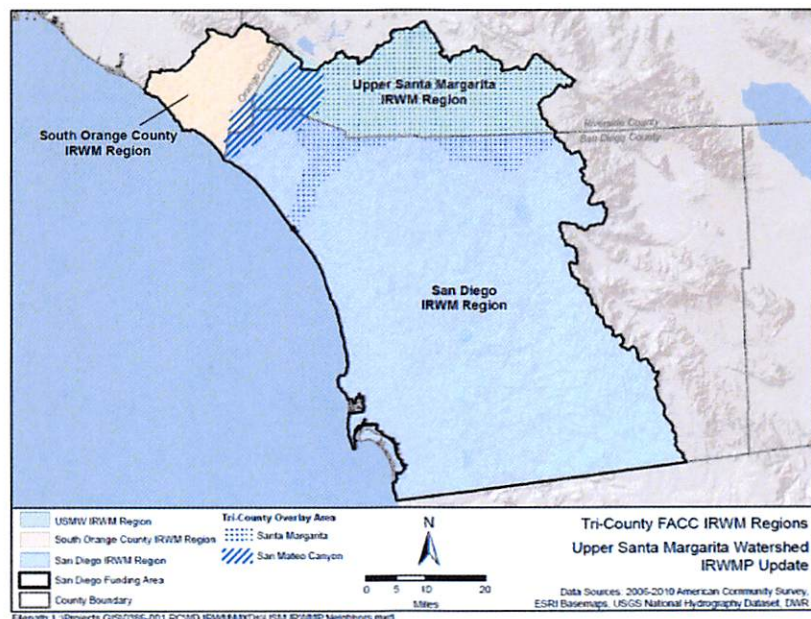 Orange County
Upper Santa Margarita
IRWM Region
South Orange County
IRWM Region
Riverside County
San Diego County
San Diego
IRWM Region
USMW IRWM Region
South Orange County IRWM Region
San Diego IRWM Region
San Diego Funding Area
County Boundary
Tri-County Overlay Area
Santa Margarita
San Mateo Canyon
N
0 5 10 20
Miles
Tri-County FACC IRWM Regions
Upper Santa Margarita Watershed
IRWMP Update
Data Sources: 2006-2010 American Community Survey,
ESRI Basemaps, USGS National Hydrography Dataset, DWR